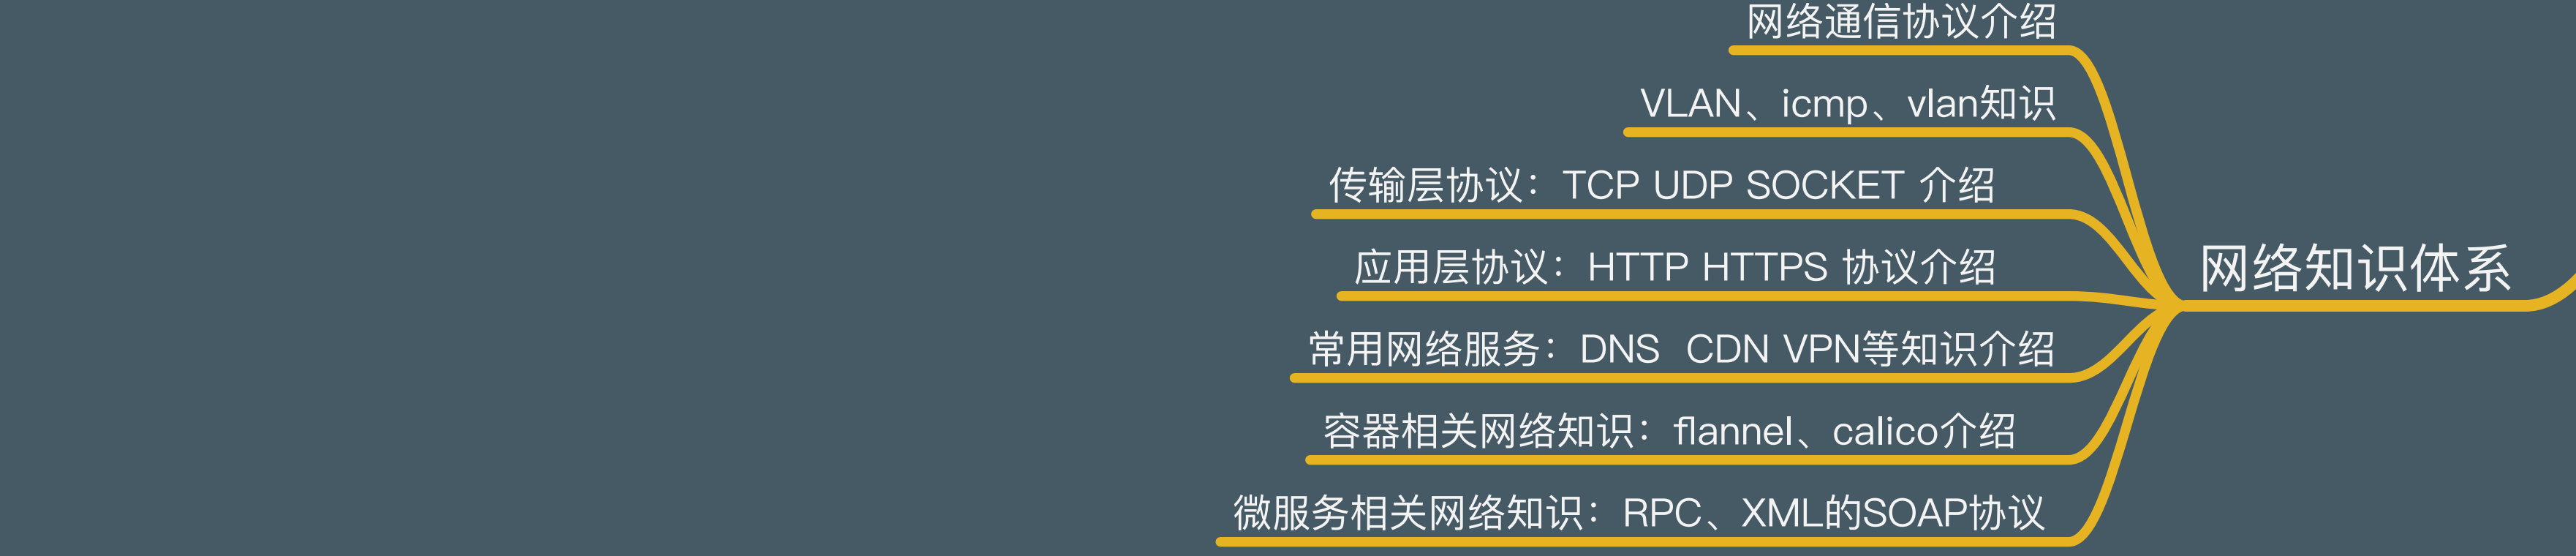 网络通信协议介绍
VLAN、icmp、vlan知识
传输层协议：TCP UDP SOCKET 介绍
应用层协议：HTTP HTTPS 协议介绍
网络知识体系
常用网络服务：DNS  CDN VPN等知识介绍
容器相关网络知识：flannel、calico介绍
微服务相关网络知识：RPC、XML的SOAP协议